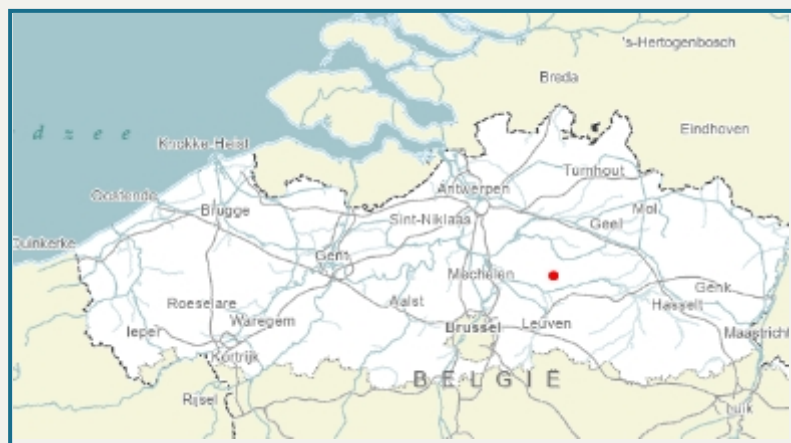 's-Hertogenbosch
Breda
d z e e
Eindhoven
Knokke-Heist
Turnhout
Antwerpen
Oostende
Mol
Brugge
Sint-Niklaas
Geel
Duinkerke
Gent
Mechelen
Genk
Roeselare
Aalst
Hasselt
Ieper
Waregem
Brussel
Leuven
Maastricht
Kortrijk
BELGIË
Rijsel
Luik